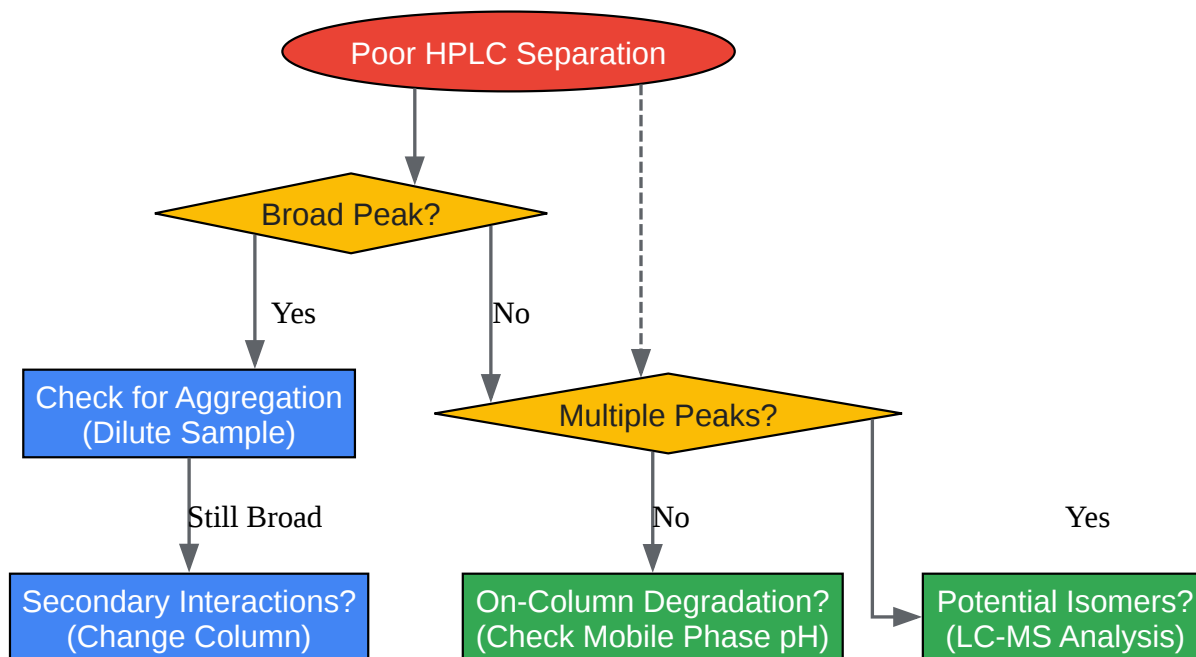 Poor HPLC Separation
Broad Peak?
Yes
No
Check for Aggregation
(Dilute Sample)
Multiple Peaks?
Still Broad
No
Yes
Secondary Interactions?
(Change Column)
On-Column Degradation?
(Check Mobile Phase pH)
Potential Isomers?
(LC-MS Analysis)